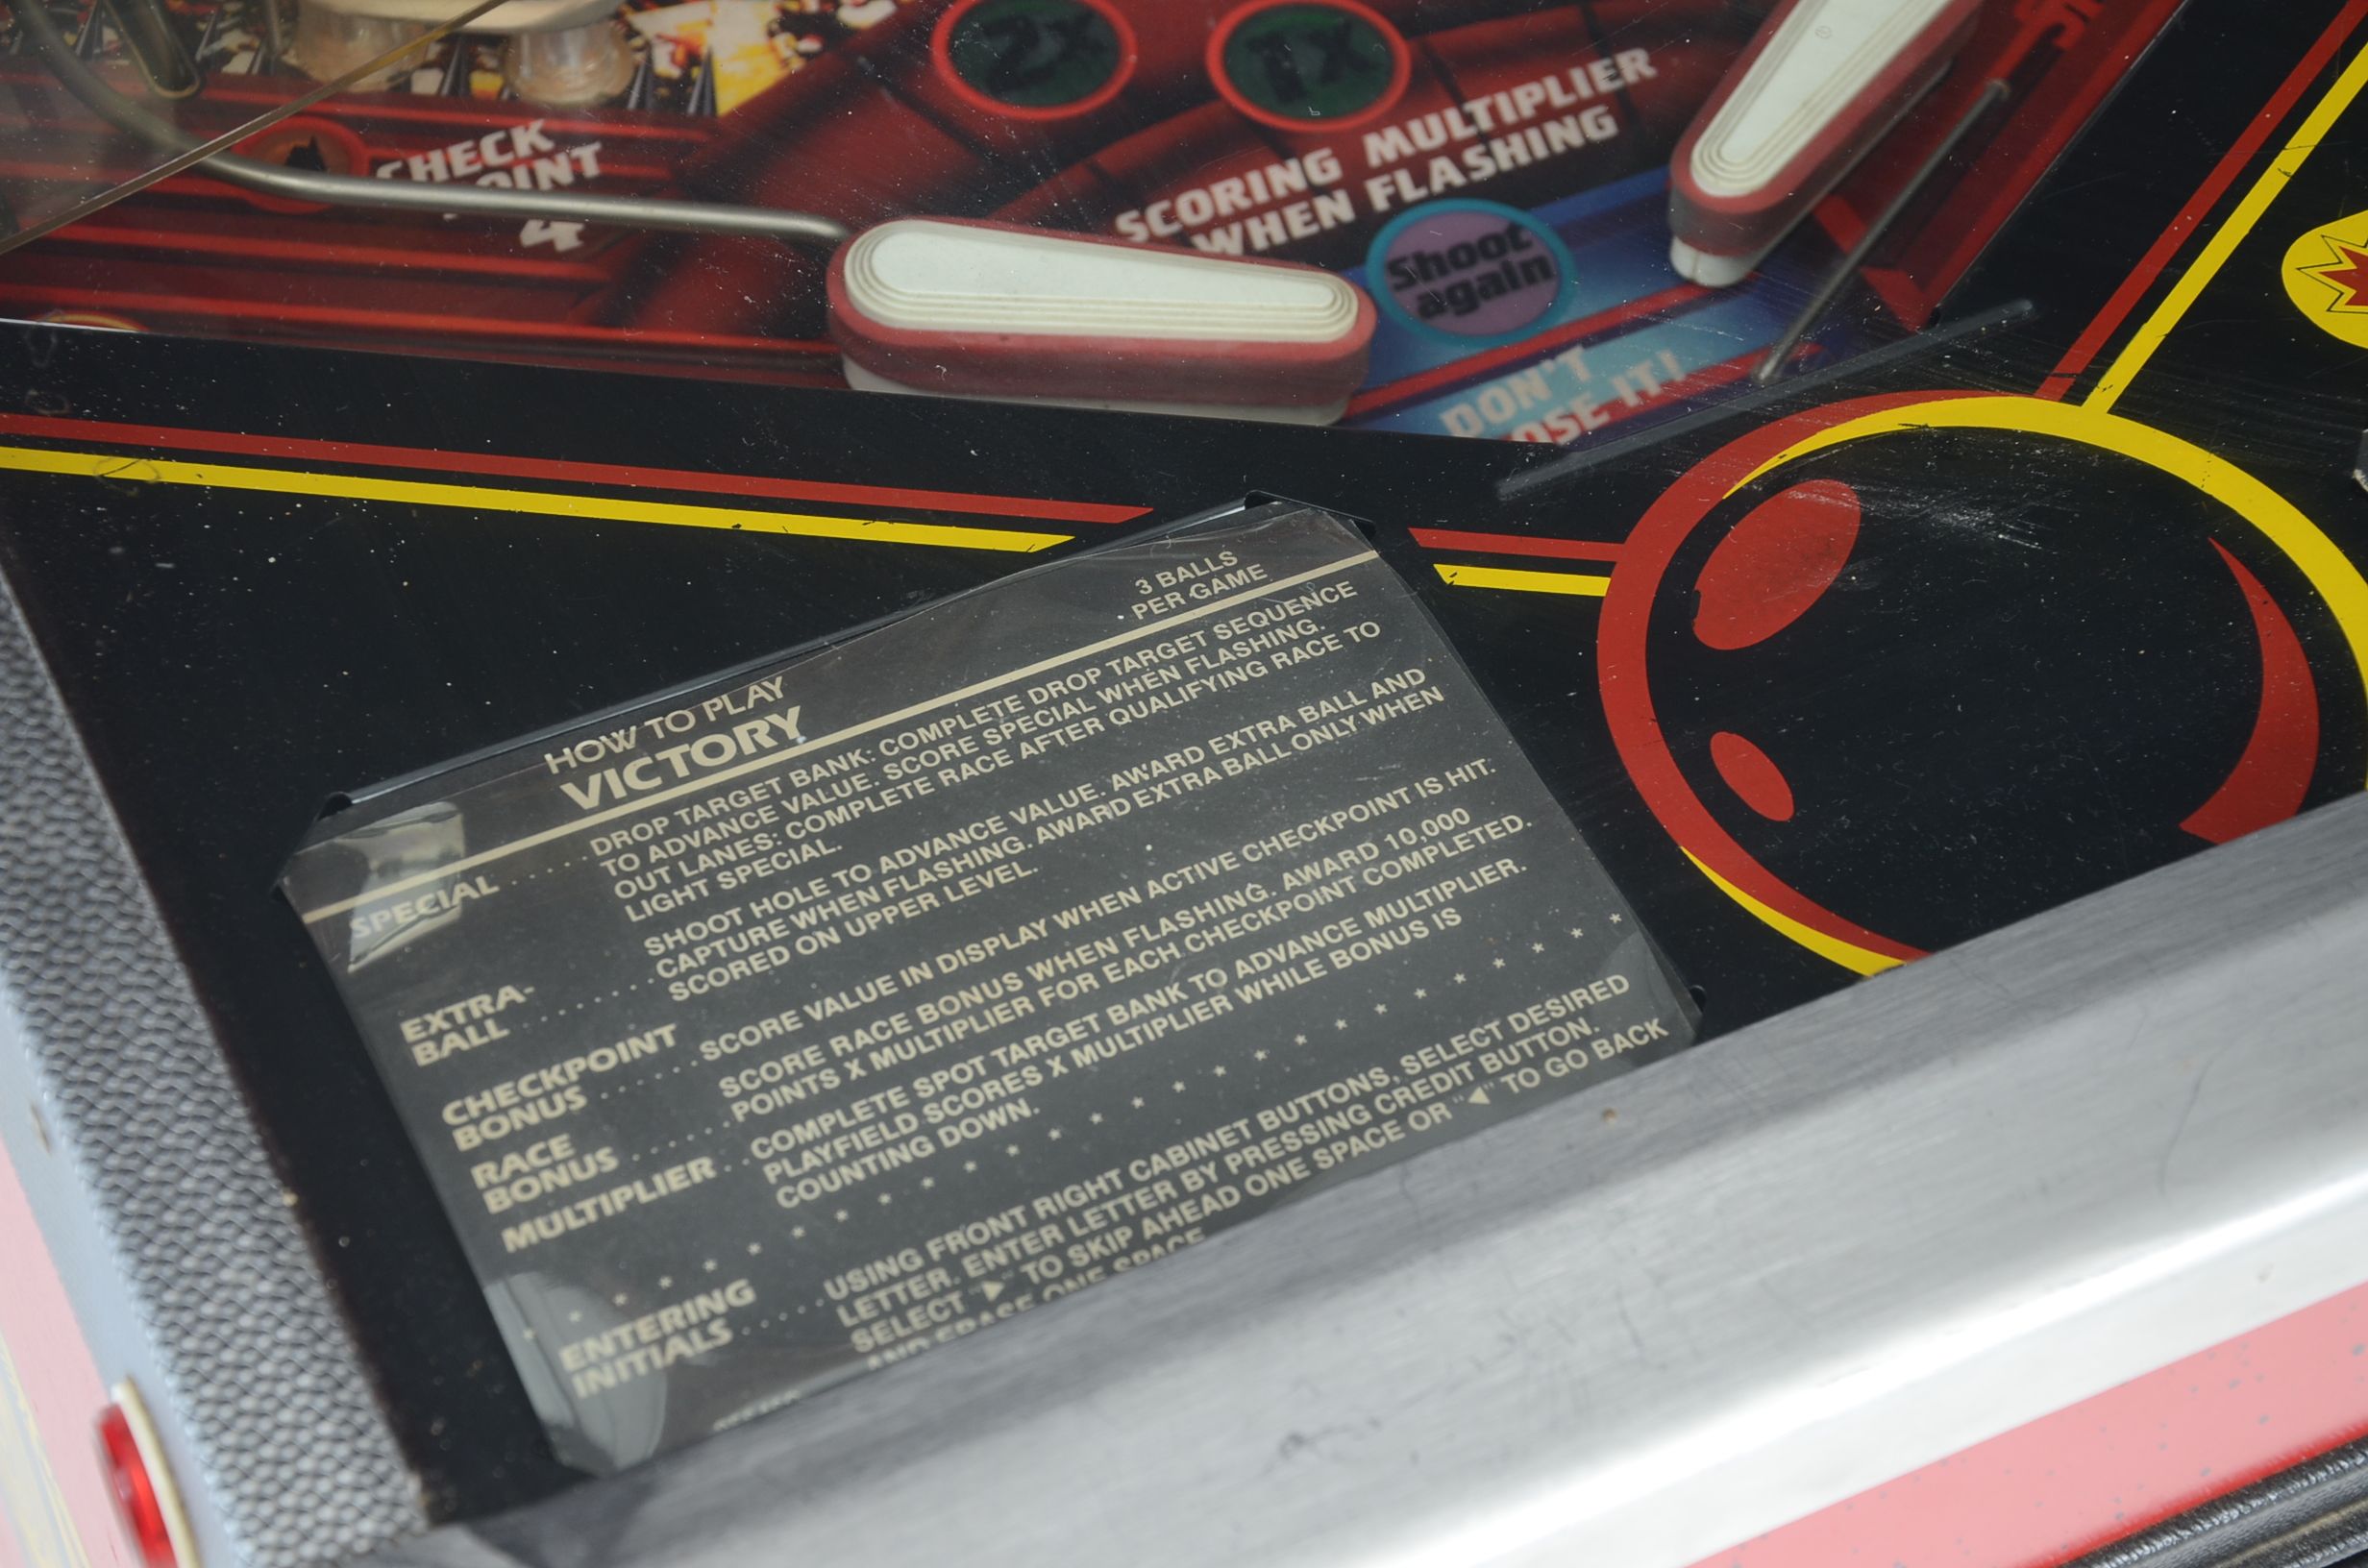 2X
1X
SCORING MULTIPLIER
WHEN FLASHING
CHECK
POINT
4
Shoot
again
DON'T
LOSE IT!
3 BALLS
PER GAME
HOW TO PLAY
VICTORY
SPECIAL ...... DROP TARGET BANK: COMPLETE DROP TARGET SEQUENCE
TO ADVANCE VALUE. SCORE SPECIAL WHEN FLASHING.
OUT LANES: COMPLETE RACE AFTER QUALIFYING RACE TO
LIGHT SPECIAL.
EXTRA-
BALL ......... SHOOT HOLE TO ADVANCE VALUE. AWARD EXTRA BALL AND
CAPTURE WHEN FLASHING. AWARD EXTRA BALL ONLY WHEN
SCORED ON UPPER LEVEL.
CHECKPOINT
BONUS ....... SCORE VALUE IN DISPLAY WHEN ACTIVE CHECKPOINT IS HIT.
RACE
BONUS ....... SCORE RACE BONUS WHEN FLASHING. AWARD 10,000
POINTS X MULTIPLIER FOR EACH CHECKPOINT COMPLETED.
MULTIPLIER .. COMPLETE SPOT TARGET BANK TO ADVANCE MULTIPLIER.
PLAYFIELD SCORES X MULTIPLIER WHILE BONUS IS
COUNTING DOWN.
* * * * * * * * * * * * * * * * * * * * * * * * * *
ENTERING
INITIALS ...... USING FRONT RIGHT CABINET BUTTONS, SELECT DESIRED
LETTER. ENTER LETTER BY PRESSING CREDIT BUTTON.
SELECT "►" TO SKIP AHEAD ONE SPACE OR "◄" TO GO BACK
AND ERASE ONE SPACE